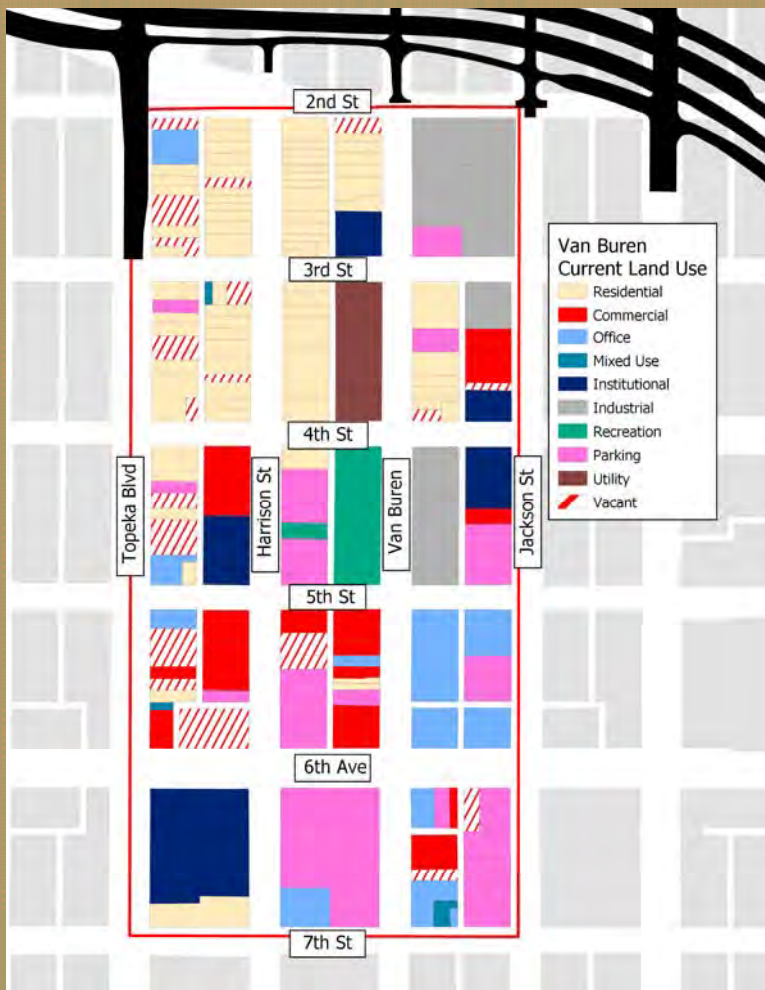 2nd St
3rd St
Van Buren
Current Land Use
Residential
Commercial
Office
Mixed Use
Institutional
Industrial
Recreation
Parking
Utility
Vacant
4th St
Topeka Blvd
Harrison St
Van Buren
Jackson St
5th St
6th Ave
7th St